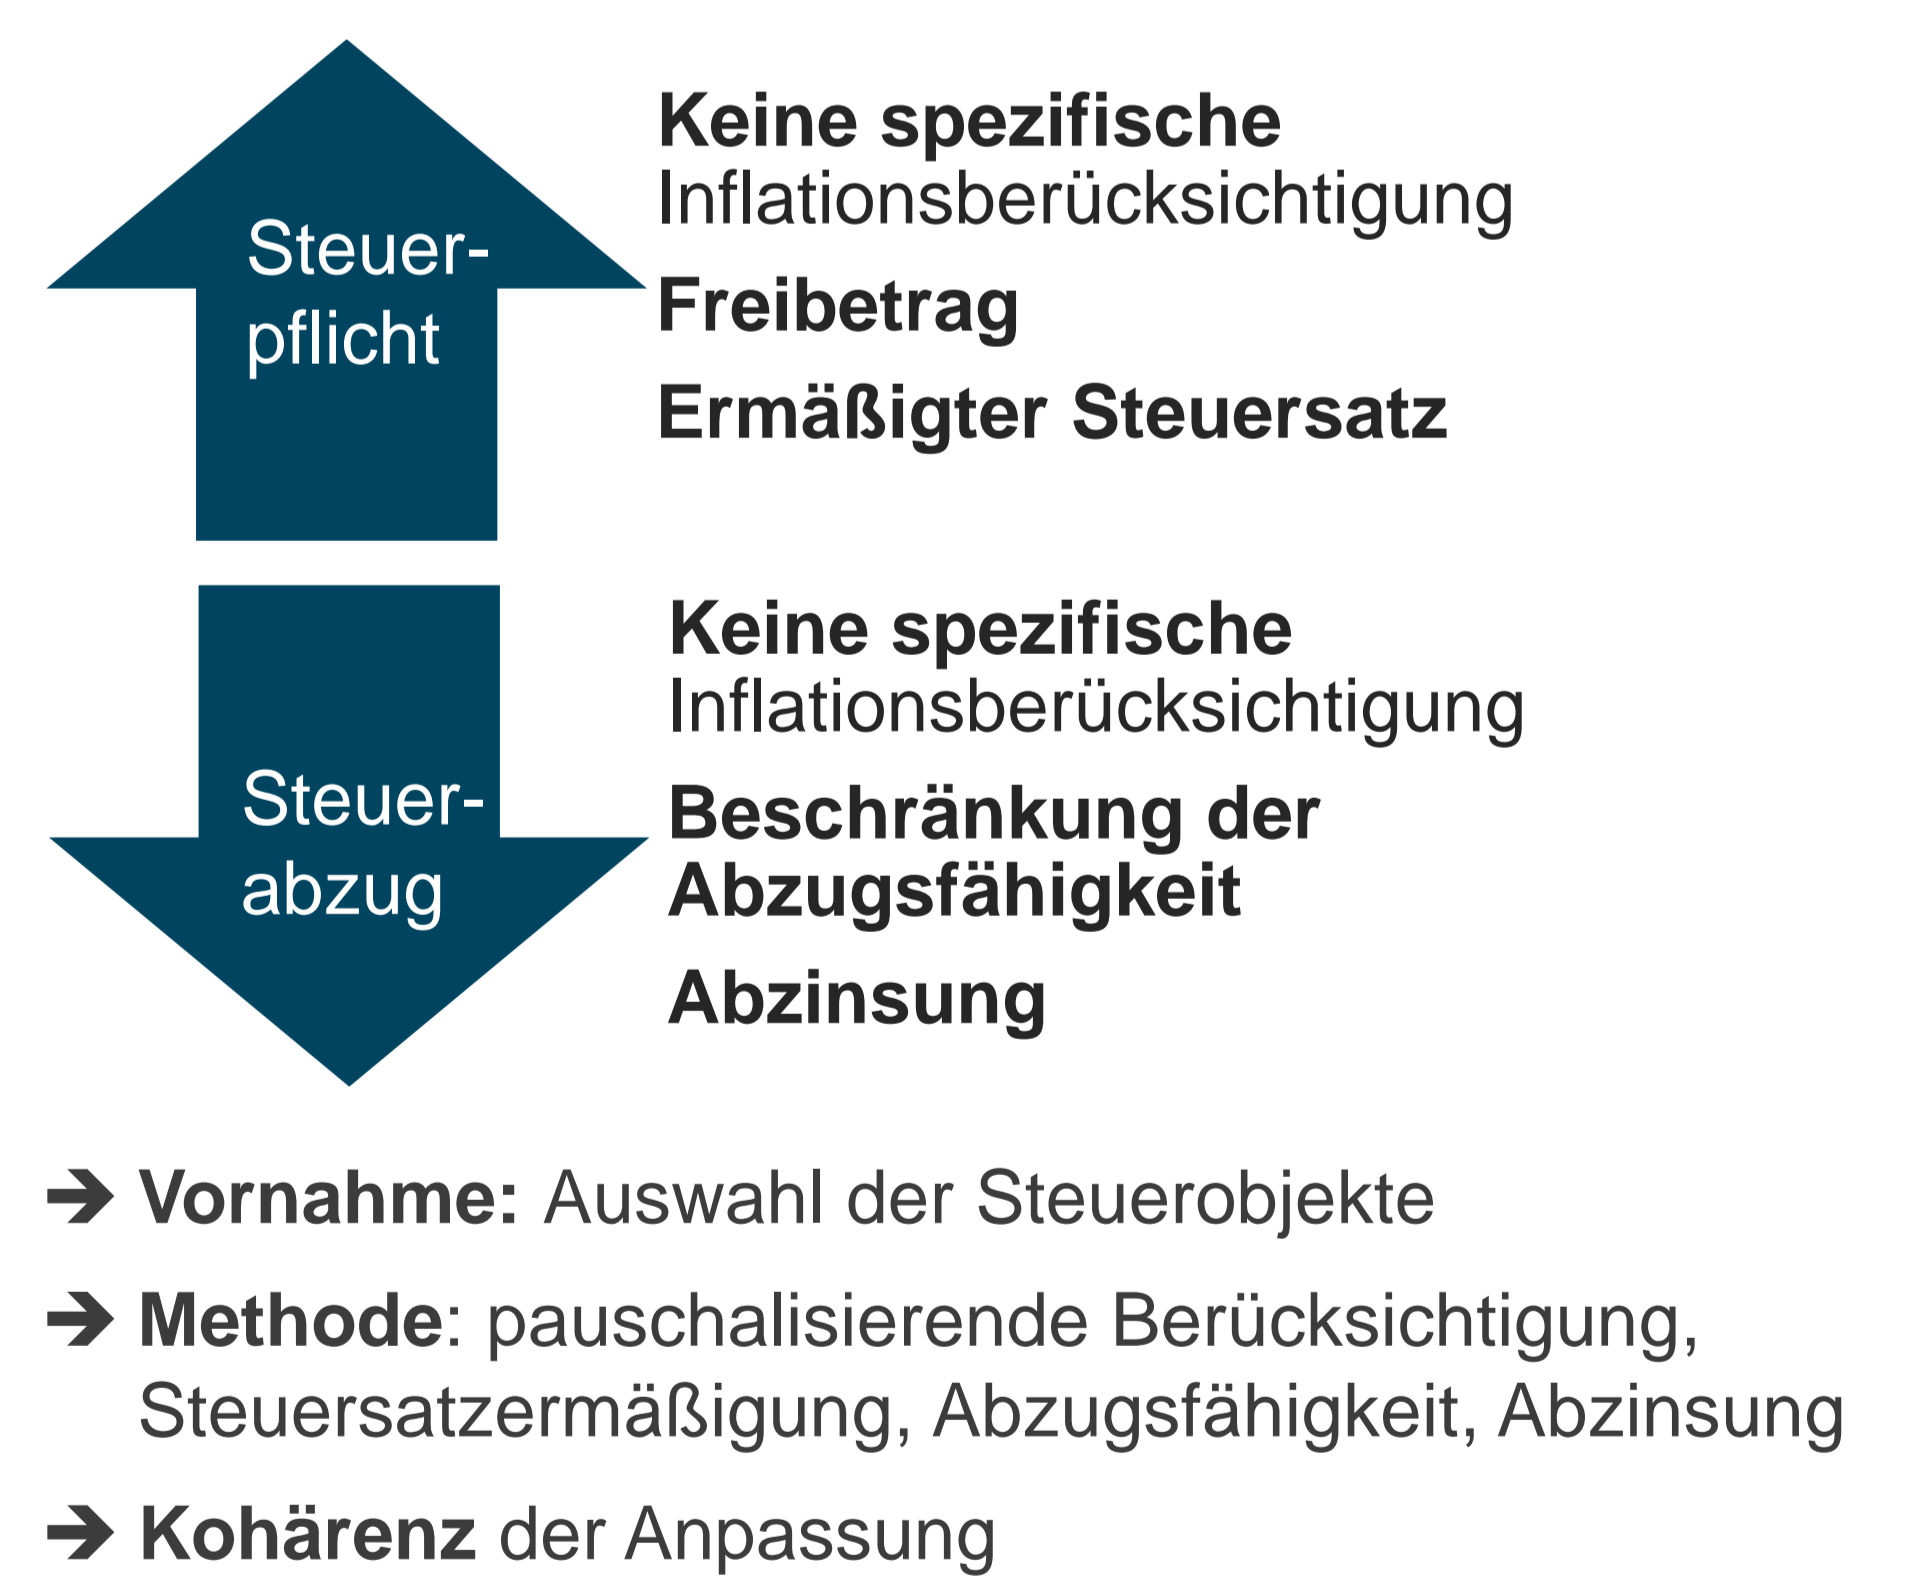 Steuer-
pflicht
Keine spezifische
Inflationsberücksichtigung
Freibetrag
Ermäßigter Steuersatz
Steuer-
abzug
Keine spezifische
Inflationsberücksichtigung
Beschränkung der
Abzugsfähigkeit
Abzinsung
➔ Vornahme: Auswahl der Steuerobjekte
➔ Methode: pauschalisierende Berücksichtigung,
Steuersatzermäßigung, Abzugsfähigkeit, Abzinsung
➔ Kohärenz der Anpassung